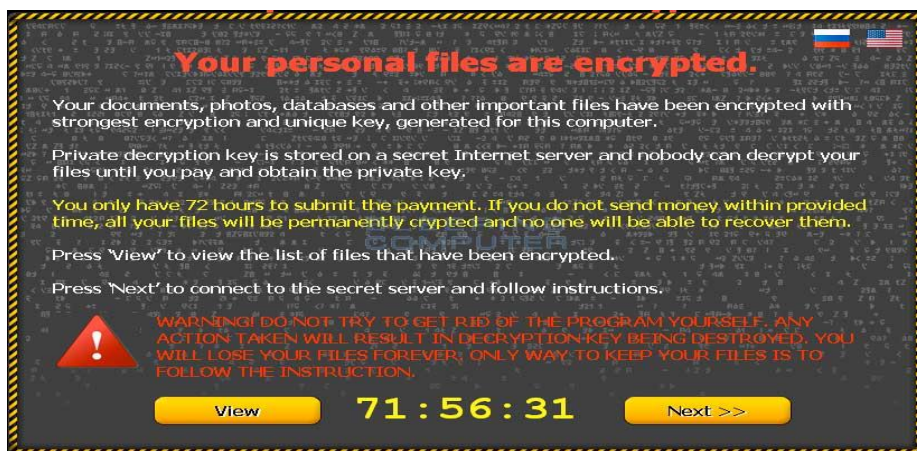 Your personal files are encrypted.
Your documents, photos, databases and other important files have been encrypted with
strongest encryption and unique key, generated for this computer.
Private decryption key is stored on a secret Internet server and nobody can decrypt your
files until you pay and obtain the private key.
You only have 72 hours to submit the payment. If you do not send money within provided
time, all your files will be permanently crypted and no one will be able to recover them.
COMPUTER
Press 'View' to view the list of files that have been encrypted.
Press 'Next' to connect to the secret server and follow instructions.
WARNING! DO NOT TRY TO GET RID OF THE PROGRAM YOURSELF. ANY
ACTION TAKEN WILL RESULT IN DECRYPTION KEY BEING DESTROYED. YOU
WILL LOSE YOUR FILES FOREVER. ONLY WAY TO KEEP YOUR FILES IS TO
FOLLOW THE INSTRUCTION.
View
71:56:31
Next >>